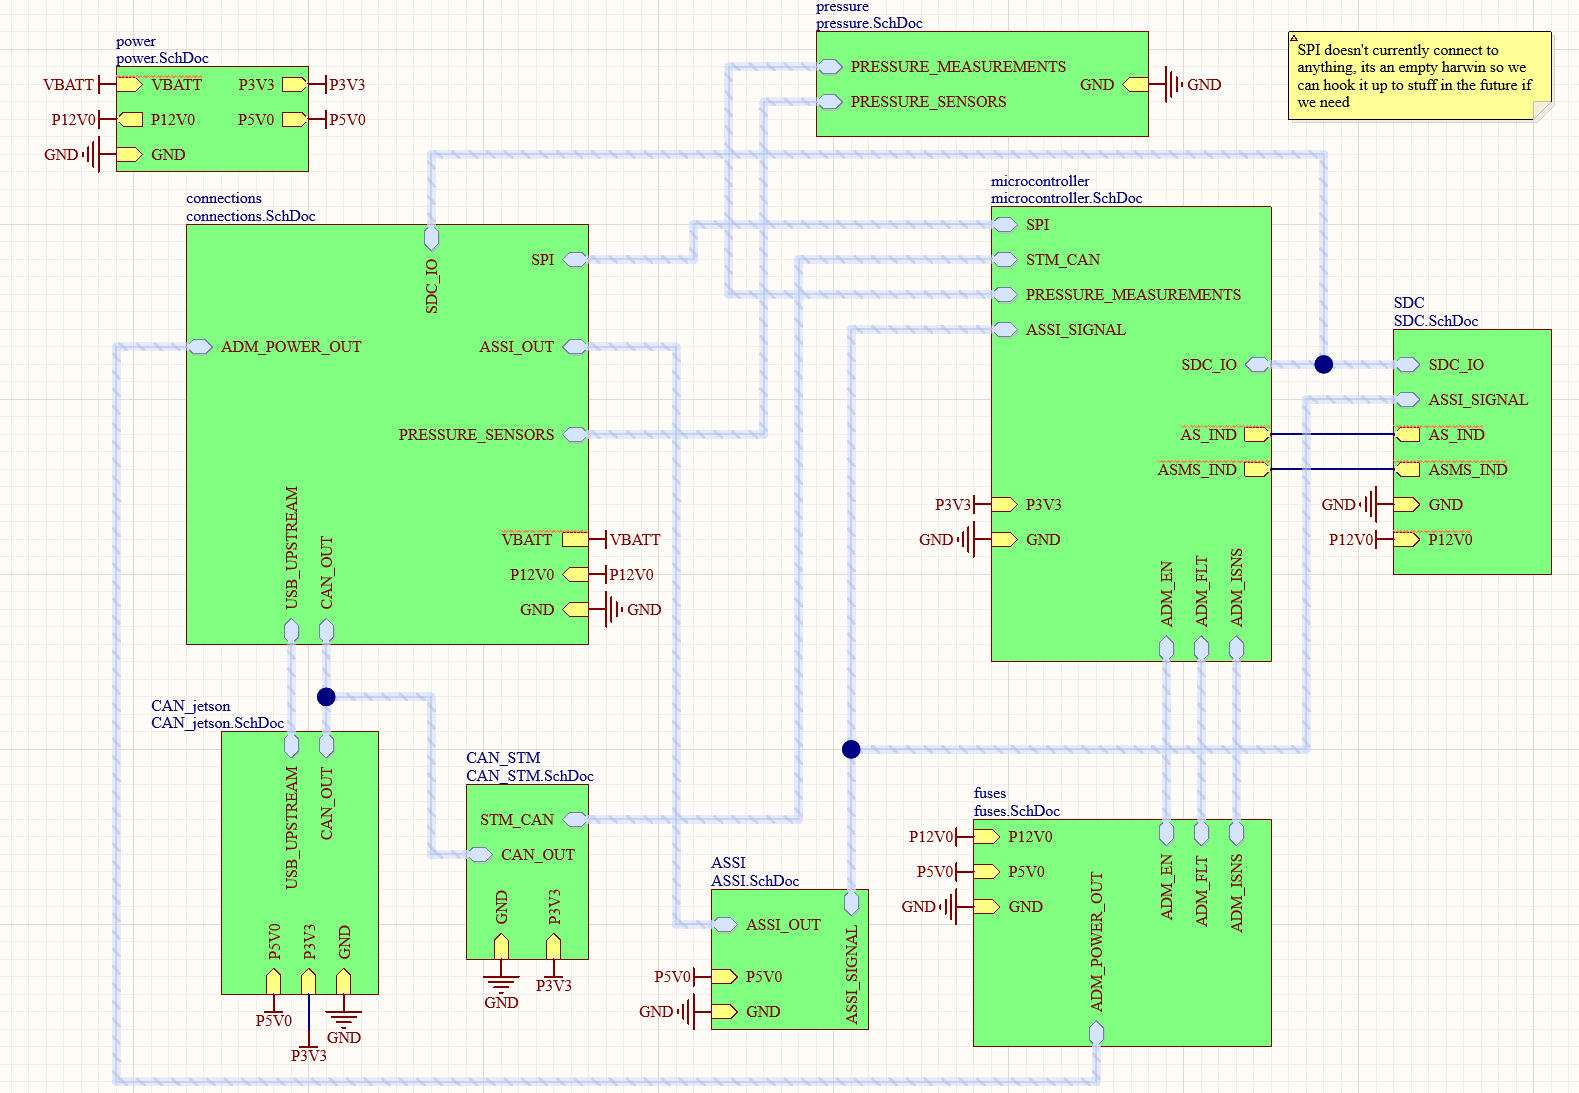 power
power.SchDoc
VBATT
VBATT
P3V3
P3V3
P12V0
P12V0
P5V0
P5V0
GND
GND
pressure
pressure.SchDoc
PRESSURE_MEASUREMENTS
PRESSURE_SENSORS
GND
GND
SPI doesn't currently connect to
anything, its an empty harwin so we
can hook it up to stuff in the future if
we need
connections
connections.SchDoc
SDC_IO
SPI
ADM_POWER_OUT
ASSI_OUT
PRESSURE_SENSORS
USB_UPSTREAM
CAN_OUT
VBATT
VBATT
P12V0
P12V0
GND
GND
microcontroller
microcontroller.SchDoc
SPI
STM_CAN
PRESSURE_MEASUREMENTS
ASSI_SIGNAL
SDC_IO
AS_IND
ASMS_IND
P3V3
P3V3
GND
GND
ADM_EN
ADM_FLT
ADM_ISNS
SDC
SDC.SchDoc
SDC_IO
ASSI_SIGNAL
AS_IND
ASMS_IND
GND
GND
P12V0
P12V0
CAN_jetson
CAN_jetson.SchDoc
USB_UPSTREAM
CAN_OUT
P5V0
P3V3
GND
P5V0
P3V3
GND
CAN_STM
CAN_STM.SchDoc
STM_CAN
CAN_OUT
GND
P3V3
GND
P3V3
ASSI
ASSI.SchDoc
ASSI_OUT
ASSI_SIGNAL
P5V0
P5V0
GND
GND
fuses
fuses.SchDoc
P12V0
P12V0
P5V0
P5V0
GND
GND
ADM_POWER_OUT
ADM_EN
ADM_FLT
ADM_ISNS